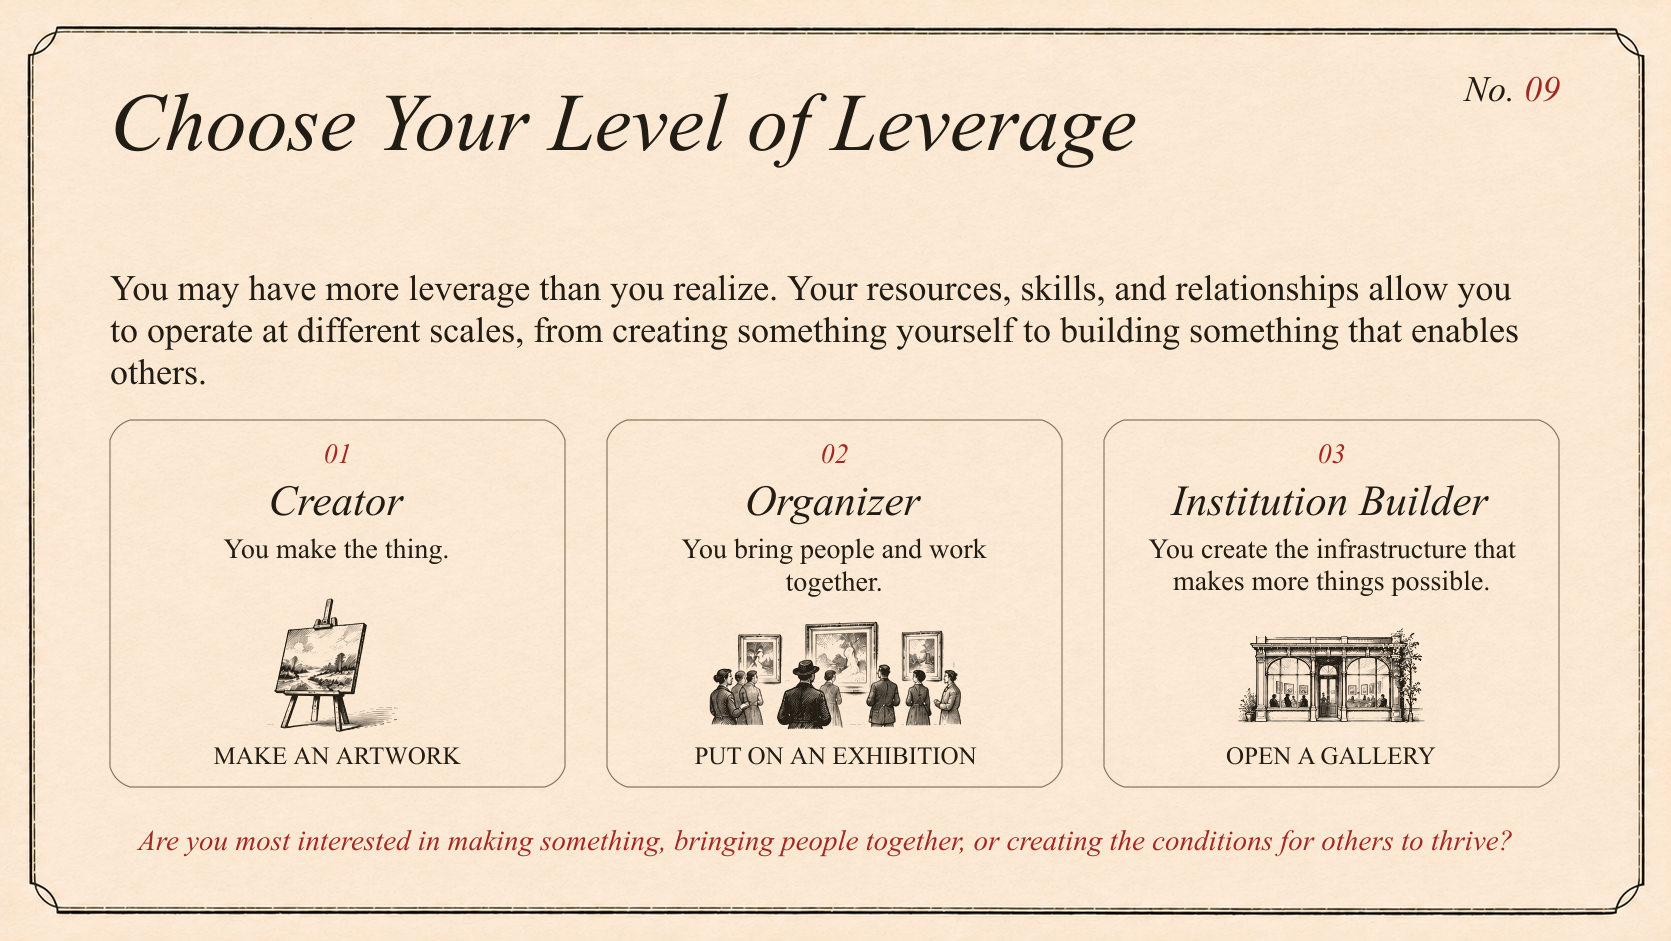 Choose Your Level of Leverage
No. 09
You may have more leverage than you realize. Your resources, skills, and relationships allow you
to operate at different scales, from creating something yourself to building something that enables
others.
01
Creator
You make the thing.
MAKE AN ARTWORK
02
Organizer
You bring people and work
together.
PUT ON AN EXHIBITION
03
Institution Builder
You create the infrastructure that
makes more things possible.
OPEN A GALLERY
Are you most interested in making something, bringing people together, or creating the conditions for others to thrive?